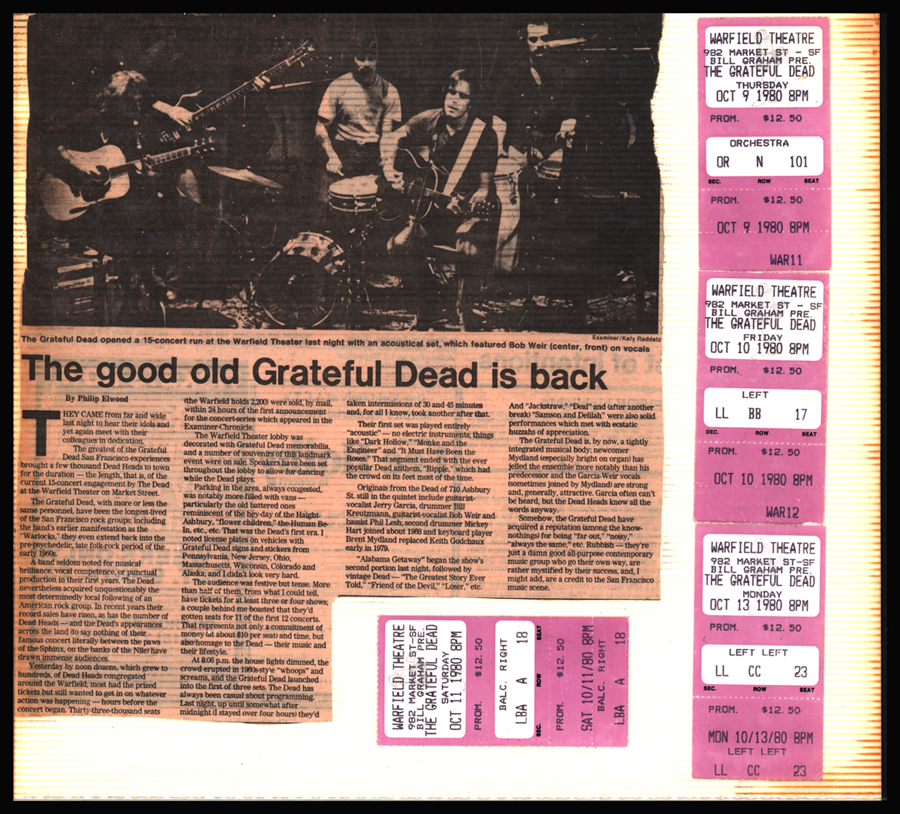 Examiner/Katy Raddatz
The Grateful Dead opened a 15-concert run at the Warfield Theater last night with an acoustical set, which featured Bob Weir (center, front) on vocals
The good old Grateful Dead is back
By Philip Elwood
THEY CAME from far and wide
last night to hear their idols and
yet again meet with their
colleagues in dedication.
The greatest of the Grateful
Dead San Francisco experiences
brought a few thousand Dead Heads to town
for the duration — the length, that is, of the
current 15-concert engagement by The Dead
at the Warfield Theater on Market Street.
The Grateful Dead, with more or less the
same personnel, have been the longest-lived
of the San Francisco rock groups; including
the band's earlier manifestation as the
"Warlocks," they even extend back into the
pre-psychedelic, late folk-rock period of the
early 1960s.
A band seldom noted for musical
brilliance, vocal competence, or punctual
production in their first years. The Dead
nevertheless acquired unquestionably the
most determinedly local following of an
American rock group. In recent years their
record sales have risen, as has the number of
Dead Heads — and the Dead's appearances
across the land (to say nothing of their
famous concert literally between the paws
of the Sphinx, on the banks of the Nile) have
drawn immense audiences.
Yesterday by noon dozens, which grew to
hundreds, of Dead Heads congregated
around the Warfield; most had the prized
tickets but still wanted to get in on whatever
action was happening — hours before the
concert began. Thirty-three-thousand seats
(the Warfield holds 2,200) were sold, by mail,
within 24 hours of the first announcement
for the concert-series which appeared in the
Examiner-Chronicle.
The Warfield Theater lobby was
decorated with Grateful Dead memorabilia,
and a number of souvenirs of this landmark
event were on sale. Speakers have been set
throughout the lobby to allow for dancing
while the Dead plays.
Parking in the area, always congested,
was notably more filled with vans —
particularly the old battered ones
reminiscent of the hey-day of the Haight-
Ashbury, "flower children," the Human Be-
In, etc., etc. That was the Dead's first era. I
noted license plates on vehicles with
Grateful Dead signs and stickers from
Pennsylvania, New Jersey, Ohio,
Massachusetts, Wisconsin, Colorado and
Alaska; and I didn't look very hard.
The audience was festive but tense. More
than half of them, from what I could tell,
have tickets for at least three or four shows;
a couple behind me boasted that they'd
gotten seats for 11 of the first 12 concerts.
That represents not only a commitment of
money (at about $10 per seat) and time, but
also homage to the Dead — their music and
their lifestyle.
At 8:06 p.m. the house lights dimmed, the
crowd erupted in 1960s-style "whoops" and
screams, and the Grateful Dead launched
into the first of three sets. The Dead has
always been casual about programming.
Last night, up until somewhat after
midnight (I stayed over four hours) they'd
taken intermissions of 30 and 45 minutes
and, for all I know, took another after that.
Their first set was played entirely
"acoustic" — no electric instruments; things
like "Dark Hollow," "Monke and the
Engineer" and "It Must Have Been the
Roses." That segment ended with the ever
popular Dead anthem, "Ripple," which had
the crowd on its feet most of the time.
Originals from the Dead of 710 Ashbury
St. still in the quintet include guitarist-
vocalist Jerry Garcia, drummer Bill
Kreutzmann, guitarist-vocalist Bob Weir and
bassist Phil Lesh; second drummer Mickey
Hart joined about 1968 and keyboard player
Brent Mydland replaced Keith Godchaux
early in 1979.
"Alabama Getaway" began the show's
second portion last night, followed by
vintage Dead — "The Greatest Story Ever
Told," "Friend of the Devil," "Loser," etc.
And "Jackstraw," "Deal" and (after another
break) "Samson and Delilah" were also solid
performances which met with ecstatic
huzzahs of appreciation.
The Grateful Dead is, by now, a tightly
integrated musical body; newcomer
Mydland (especially bright on organ) has
jelled the ensemble more notably than his
predecessor and the Garcia-Weir vocals
sometimes joined by Mydland are strong
and, generally, attractive. Garcia often can't
be heard, but the Dead Heads know all the
words anyway.
Somehow, the Grateful Dead have
acquired a reputation (among the know-
nothings) for being "far out," "noisy,"
"always the same," etc. Rubbish — they're
just a damn good all-purpose contemporary
music group who go their own way, are
rather mystified by their success, and, I
might add, are a credit to the San Francisco
music scene.
WARFIELD THEATRE
982 MARKET ST - SF
BILL GRAHAM PRE.
THE GRATEFUL DEAD
THURSDAY
OCT 9 1980 8PM
PROM. $12.50
ORCHESTRA
OR N 101
SEC. ROW SEAT
PROM. $12.50
OCT 9 1980 8PM
WAR11
WARFIELD THEATRE
982 MARKET ST - SF
BILL GRAHAM PRE.
THE GRATEFUL DEAD
FRIDAY
OCT 10 1980 8PM
PROM. $12.50
LEFT
LL BB 17
SEC. ROW SEAT
PROM. $12.50
OCT 10 1980 8PM
WAR12
WARFIELD THEATRE
982 MARKET ST-SF
BILL GRAHAM PRE.
THE GRATEFUL DEAD
MONDAY
OCT 13 1980 8PM
PROM. $12.50
LEFT LEFT
LL CC 23
SEC. ROW SEAT
PROM. $12.50
MON 10/13/80 8PM
LEFT LEFT
LL CC 23
WARFIELD THEATRE
982 MARKET ST-SF
BILL GRAHAM PRE.
THE GRATEFUL DEAD
SATURDAY
OCT 11 1980 8PM
PROM. $12.50
BALC. RIGHT
LBA A 18
SEC. ROW SEAT
PROM. $12.50
SAT 10/11/80 8PM
BALC. RIGHT
LBA A 18